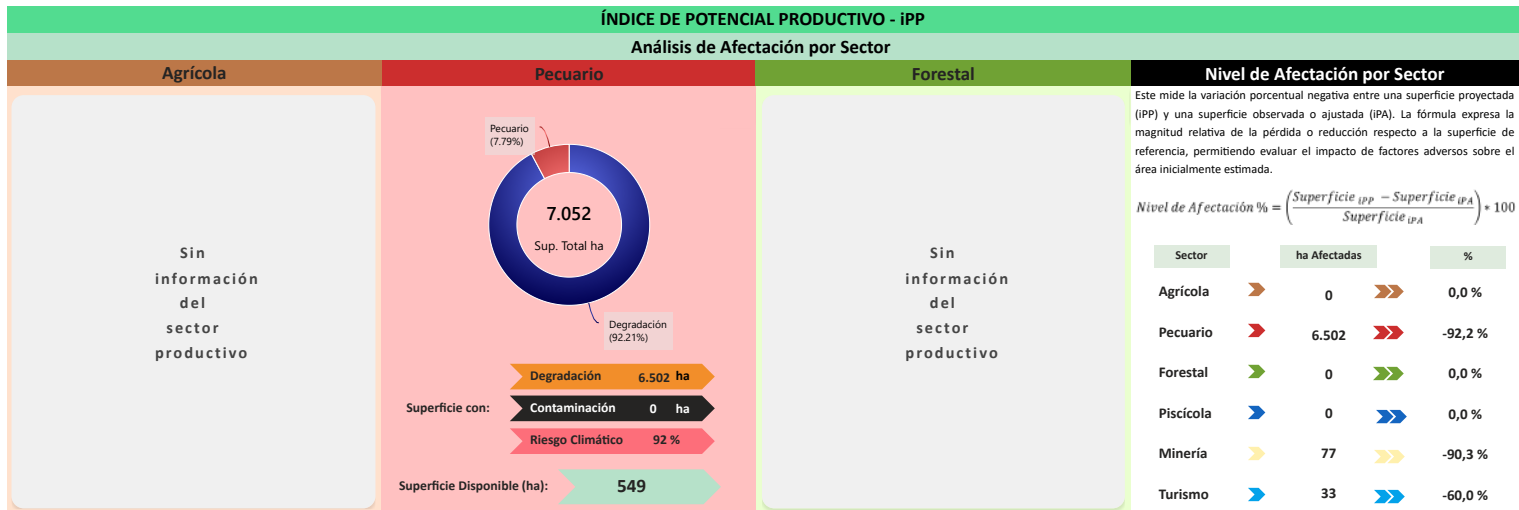 ÍNDICE DE POTENCIAL PRODUCTIVO - iPP
Análisis de Afectación por Sector
Agrícola
Sin
información
del
sector
productivo
Pecuario
Pecuario
(7.79%)
7.052
Sup. Total ha
Degradación
(92.21%)
Superficie con:
Degradación 6.502 ha
Contaminación 0 ha
Riesgo Climático 92 %
Superficie Disponible (ha): 549
Forestal
Sin
información
del
sector
productivo
Nivel de Afectación por Sector
Este mide la variación porcentual negativa entre una superficie proyectada
(iPP) y una superficie observada o ajustada (iPA). La fórmula expresa la
magnitud relativa de la pérdida o reducción respecto a la superficie de
referencia, permitiendo evaluar el impacto de factores adversos sobre el
área inicialmente estimada.
Nivel de Afectación % = (Superficie iPP − Superficie iPA / Superficie iPA) * 100
Sector ha Afectadas %
Agrícola 0 0,0 %
Pecuario 6.502 -92,2 %
Forestal 0 0,0 %
Piscícola 0 0,0 %
Minería 77 -90,3 %
Turismo 33 -60,0 %